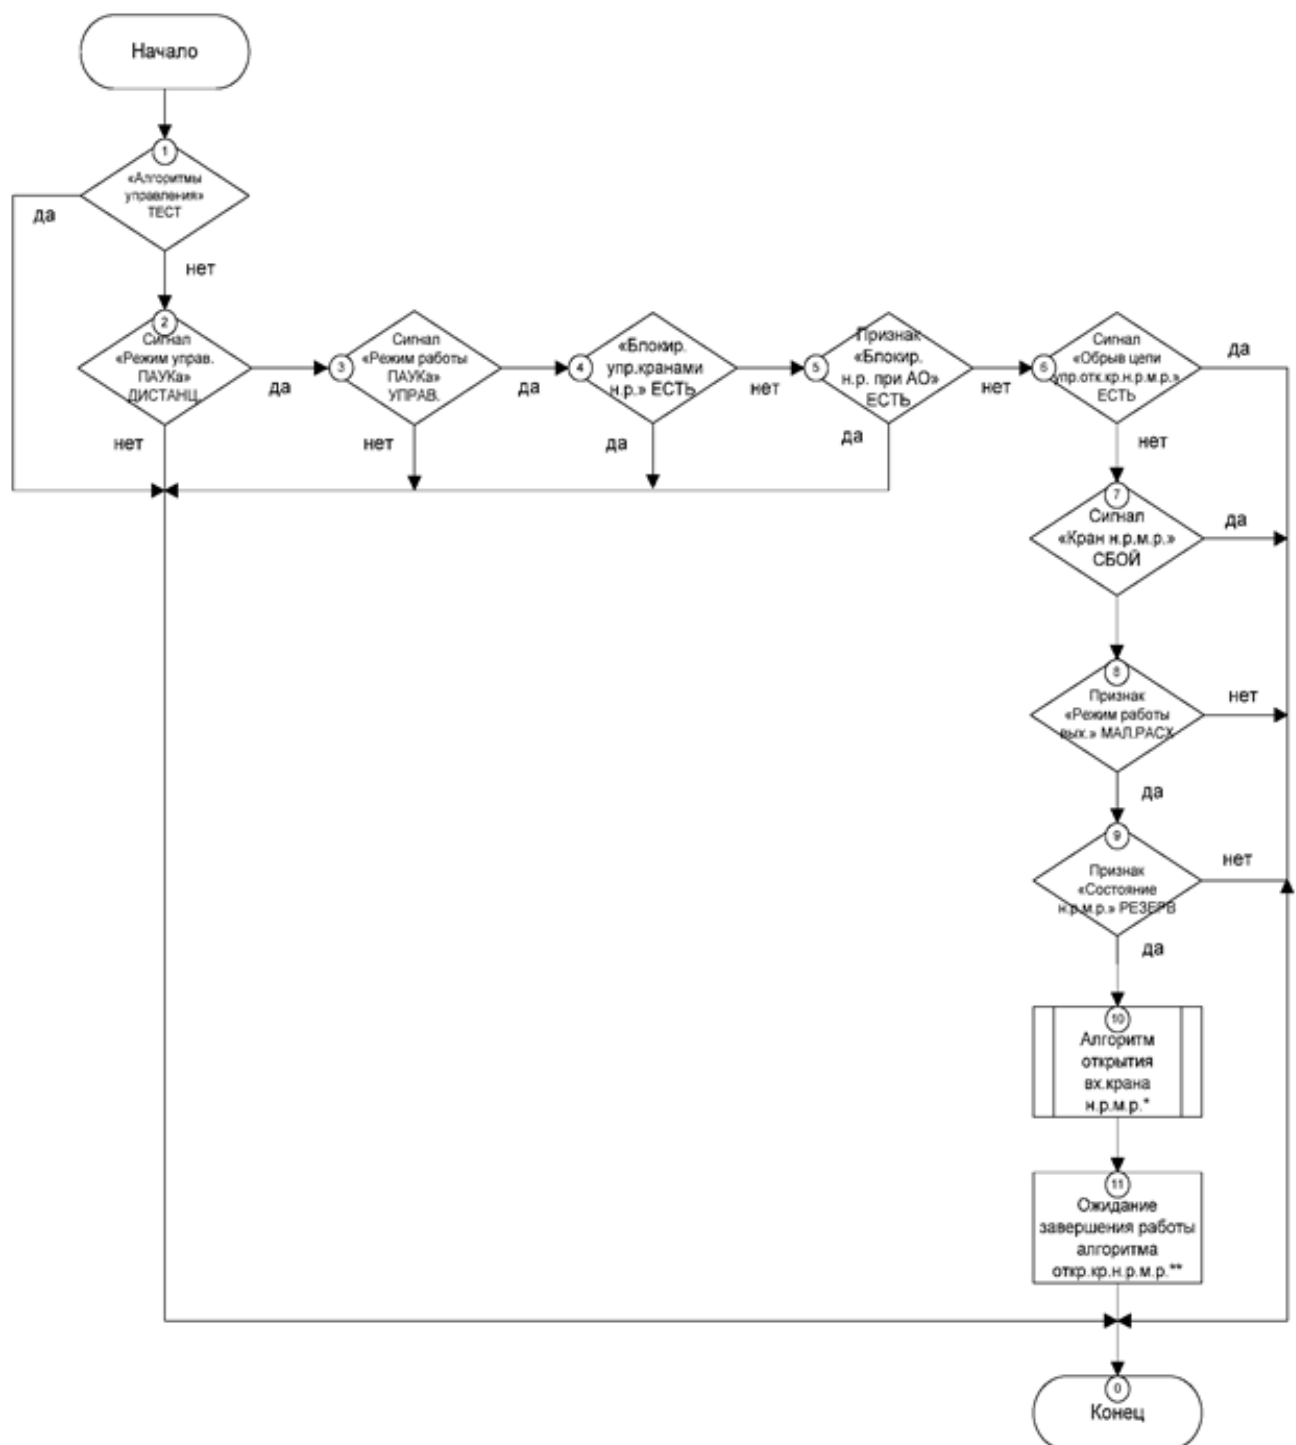 Начало
1
«Алгоритмы
управления»
ТЕСТ
да
нет
2
Сигнал
«Режим управ.
ПАУКа»
ДИСТАНЦ.
да
нет
3
Сигнал
«Режим работы
ПАУКа»
УПРАВ.
да
нет
4
«Блокир.
упр.кранами
н.р.» ЕСТЬ
нет
да
5
Признак
«Блокир.
н.р. при АО»
ЕСТЬ
нет
да
6
Сигнал
«Обрыв цепи
упр.отк.кр.н.р.м.р.»
ЕСТЬ
да
нет
7
Сигнал
«Кран н.р.м.р.»
СБОЙ
да
8
Признак
«Режим работы
вых.» МАЛ.РАСХ
нет
да
9
Признак
«Состояние
н.р.м.р.» РЕЗЕРВ
нет
да
10
Алгоритм
открытия
вх.крана
н.р.м.р.*
11
Ожидание
завершения работы
алгоритма
откр.кр.н.р.м.р.**
0
Конец